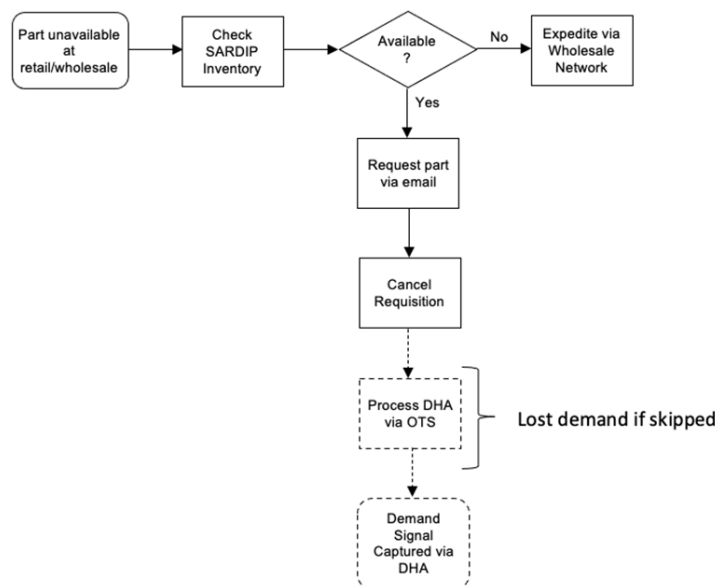 Part unavailable
at
retail/wholesale
Check
SARDIP
Inventory
Available
?
No
Expedite via
Wholesale
Network
Yes
Request part
via email
Cancel
Requisition
Process DHA
via OTS
Lost demand if skipped
Demand
Signal
Captured via
DHA